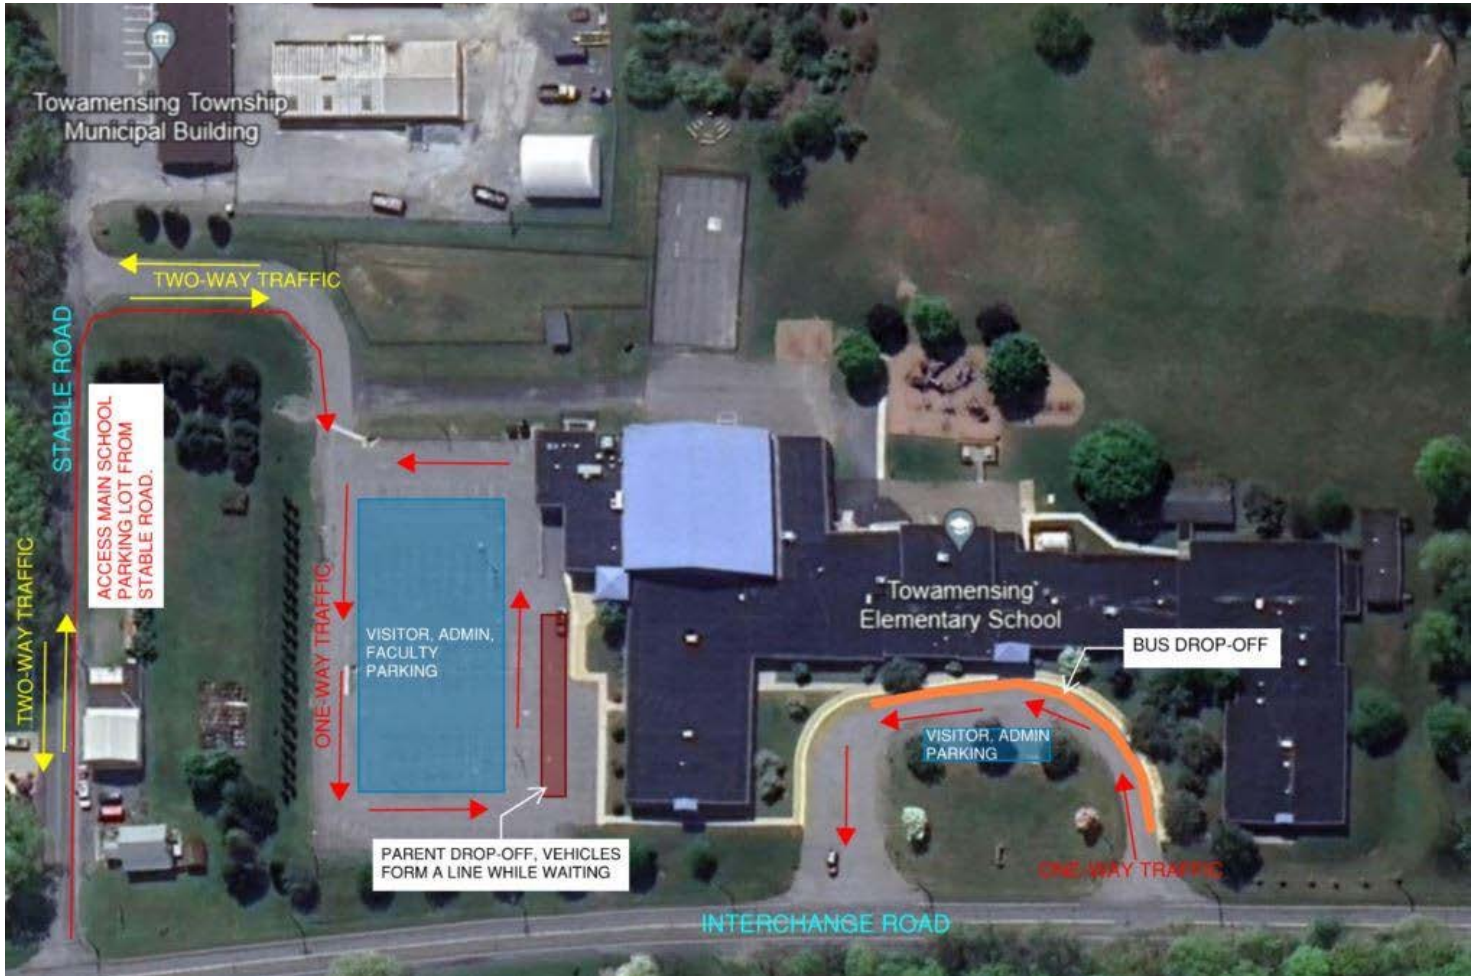 Towamensing Township
Municipal Building
TWO-WAY TRAFFIC
STABLE ROAD
ACCESS MAIN SCHOOL
PARKING LOT FROM
STABLE ROAD.
TWO-WAY TRAFFIC
ONE-WAY TRAFFIC
VISITOR, ADMIN,
FACULTY
PARKING
Towamensing
Elementary School
BUS DROP-OFF
VISITOR, ADMIN
PARKING
PARENT DROP-OFF, VEHICLES
FORM A LINE WHILE WAITING
ONE-WAY TRAFFIC
INTERCHANGE ROAD